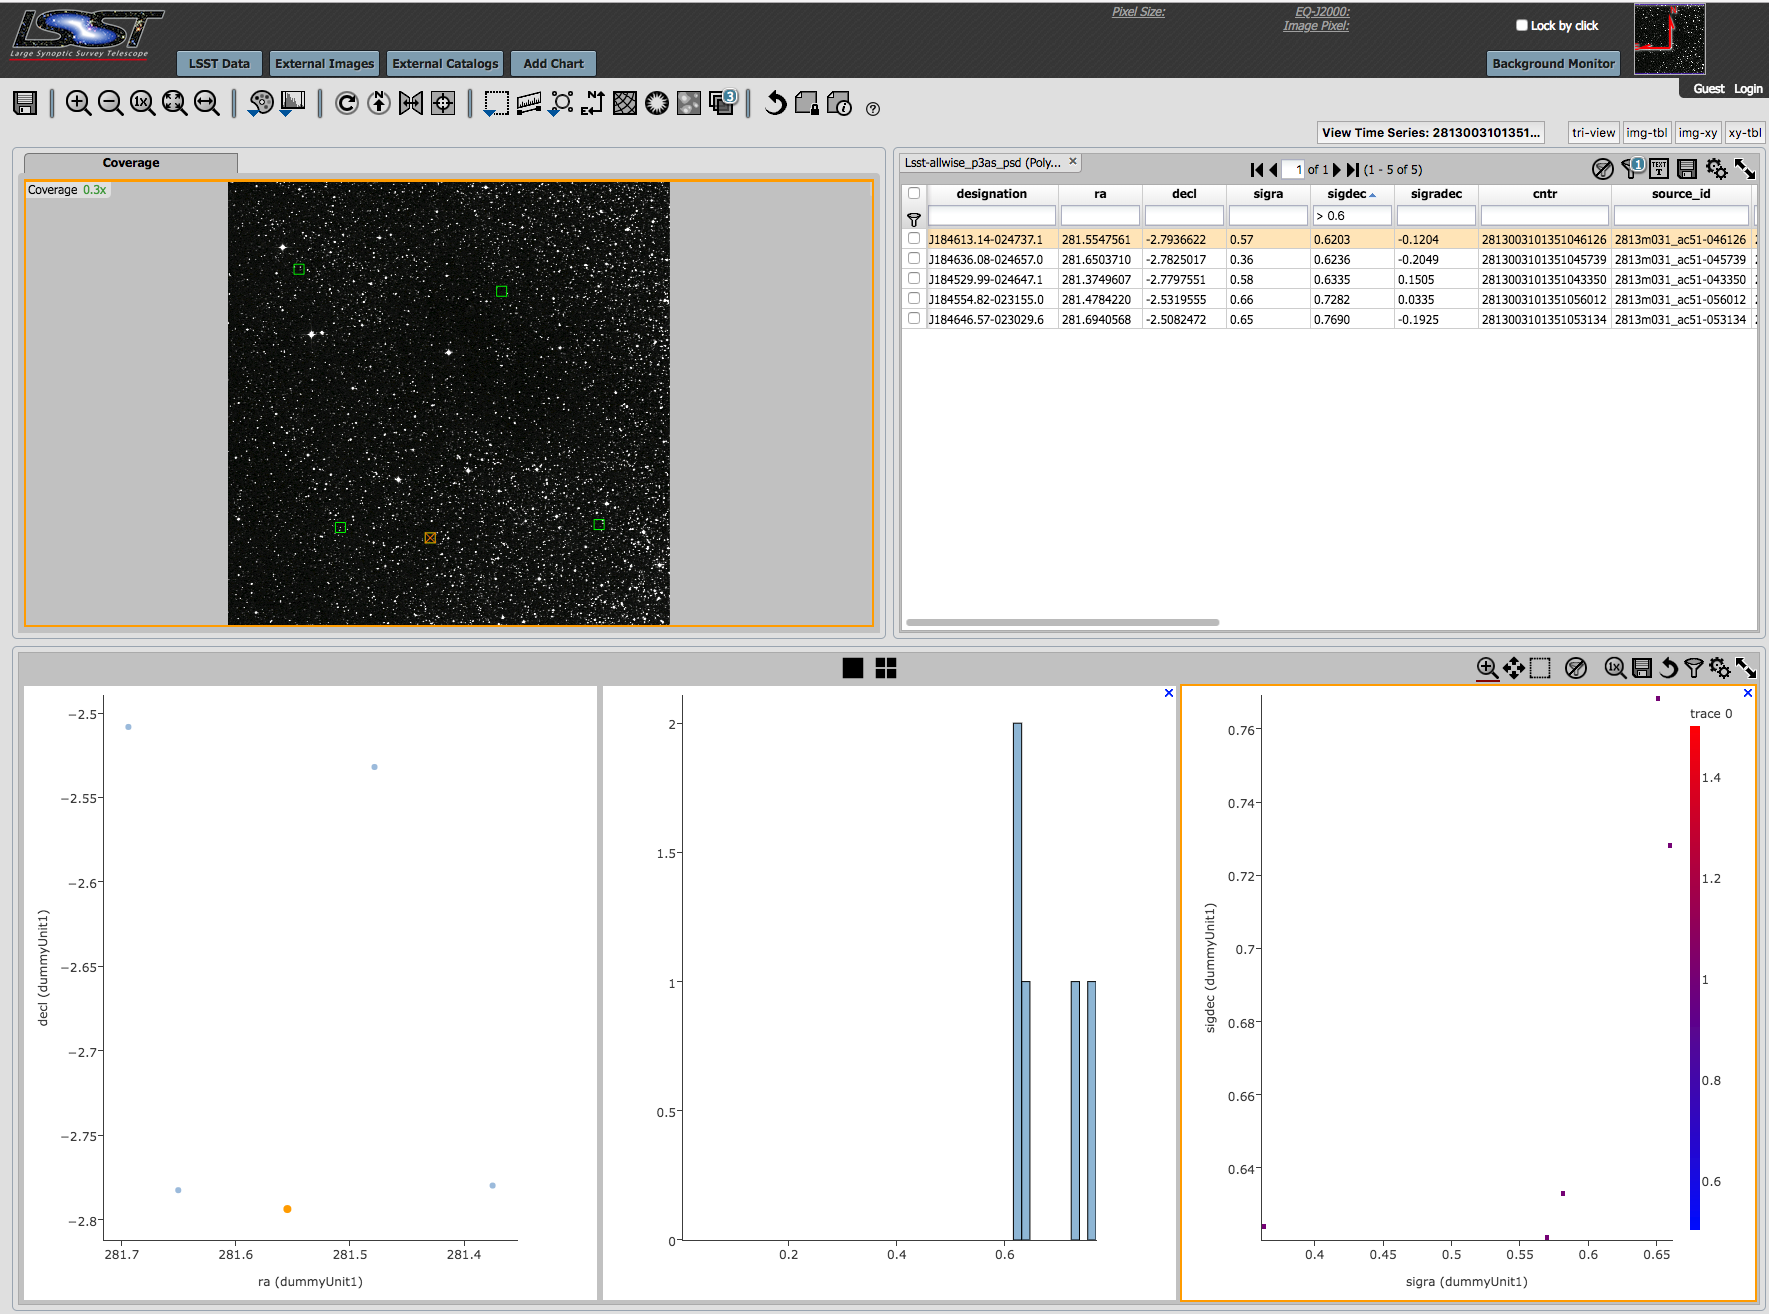 LSST
Large Synoptic Survey Telescope
LSST Data
External Images
External Catalogs
Add Chart
Pixel Size:
EQ-J2000:
Image Pixel:
Lock by click
Background Monitor
Guest Login
1x
3
View Time Series: 2813003101351...
tri-view
img-tbl
img-xy
xy-tbl
Coverage
Coverage 0.3x
Lsst-allwise_p3as_psd (Poly...
1 of 1 (1 - 5 of 5)
1
TEXT
designation ra decl sigra sigdec sigradec cntr source_id
> 0.6
J184613.14-024737.1 281.5547561 -2.7936622 0.57 0.6203 -0.1204 2813003101351046126 2813m031_ac51-046126
J184636.08-024657.0 281.6503710 -2.7825017 0.36 0.6236 -0.2049 2813003101351045739 2813m031_ac51-045739
J184529.99-024647.1 281.3749607 -2.7797551 0.58 0.6335 0.1505 2813003101351043350 2813m031_ac51-043350
J184554.82-023155.0 281.4784220 -2.5319555 0.66 0.7282 0.0335 2813003101351056012 2813m031_ac51-056012
J184646.57-023029.6 281.6940568 -2.5082472 0.65 0.7690 -0.1925 2813003101351053134 2813m031_ac51-053134
1x
−2.5
−2.55
−2.6
−2.65
−2.7
−2.75
−2.8
decl (dummyUnit1)
281.7 281.6 281.5 281.4
ra (dummyUnit1)
2
1.5
1
0.5
0
0.2 0.4 0.6
0.76
0.74
0.72
0.7
0.68
0.66
0.64
sigdec (dummyUnit1)
0.4 0.45 0.5 0.55 0.6 0.65
sigra (dummyUnit1)
trace 0
1.4
1.2
1
0.8
0.6